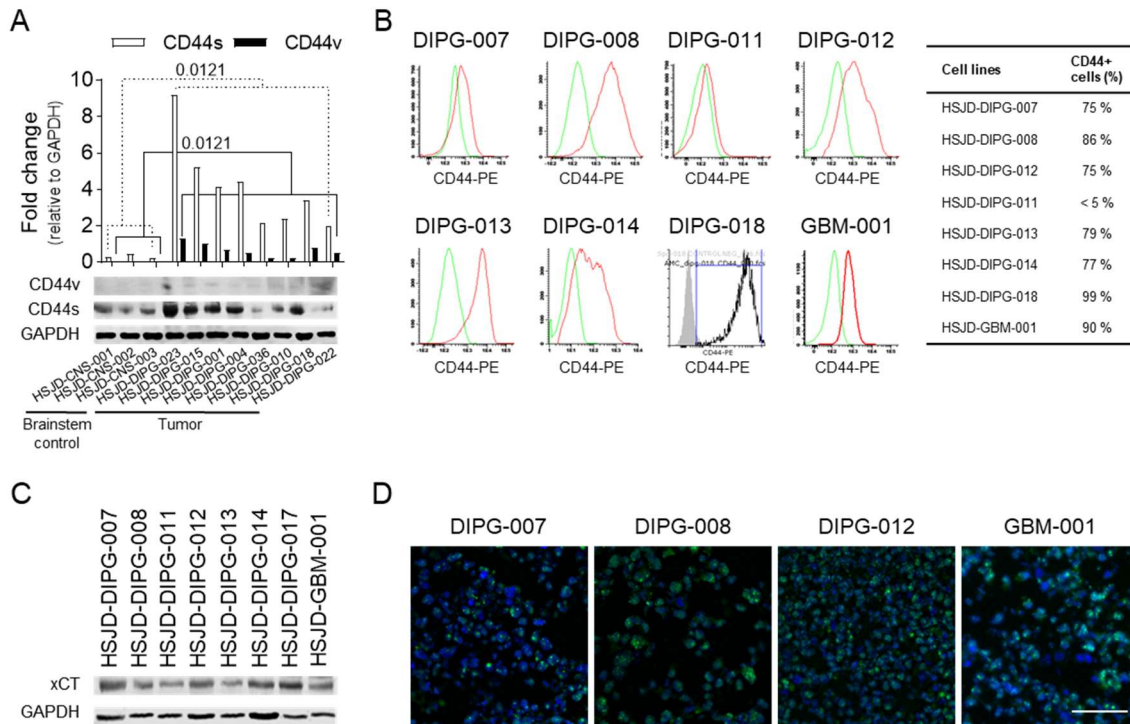 A
CD44s CD44v
Fold change
(relative to GAPDH)
10
8
6
4
2
0
0.0121
0.0121
CD44v
CD44s
GAPDH
HSJD-CNS-001
HSJD-CNS-002
HSJD-CNS-003
HSJD-DIPG-023
HSJD-DIPG-015
HSJD-DIPG-001
HSJD-DIPG-004
HSJD-DIPG-036
HSJD-DIPG-010
HSJD-DIPG-018
HSJD-DIPG-022
Brainstem
control
Tumor
B
DIPG-007 DIPG-008 DIPG-011 DIPG-012
CD44-PE CD44-PE CD44-PE CD44-PE
DIPG-013 DIPG-014 DIPG-018 GBM-001
CD44-PE
CD44-PE CD44-PE CD44-PE CD44-PE
Cell lines CD44+
cells (%)
HSJD-DIPG-007 75 %
HSJD-DIPG-008 86 %
HSJD-DIPG-012 75 %
HSJD-DIPG-011 < 5 %
HSJD-DIPG-013 79 %
HSJD-DIPG-014 77 %
HSJD-DIPG-018 99 %
HSJD-GBM-001 90 %
C
HSJD-DIPG-007
HSJD-DIPG-008
HSJD-DIPG-011
HSJD-DIPG-012
HSJD-DIPG-013
HSJD-DIPG-014
HSJD-DIPG-017
HSJD-GBM-001
xCT
GAPDH
D
DIPG-007 DIPG-008 DIPG-012 GBM-001